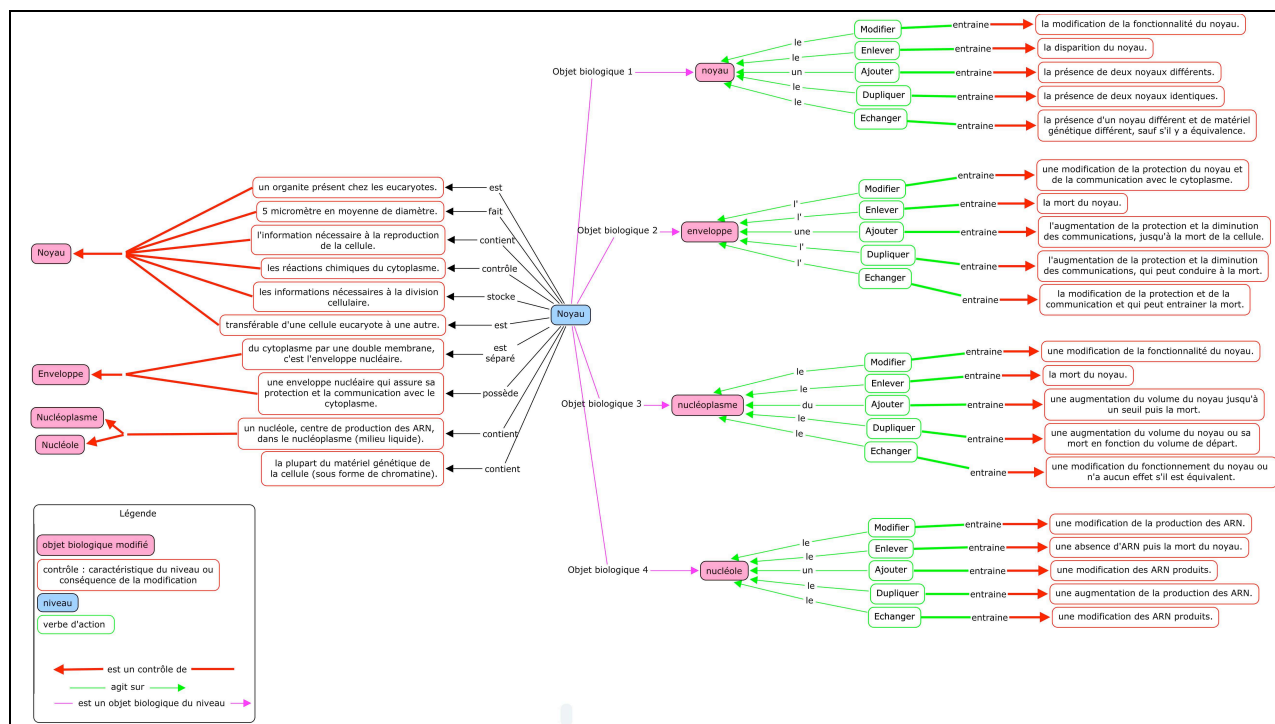 Objet biologique 1
noyau
le
Modifier
entraine
la modification de la fonctionnalité du noyau.
le
Enlever
entraine
la disparition du noyau.
un
Ajouter
entraine
la présence de deux noyaux différents.
le
Dupliquer
entraine
la présence de deux noyaux identiques.
le
Echanger
entraine
la présence d'un noyau différent et de matériel
génétique différent, sauf s'il y a équivalence.
Objet biologique 2
enveloppe
l'
Modifier
entraine
une modification de la protection du noyau et
de la communication avec le cytoplasme.
l'
Enlever
entraine
la mort du noyau.
une
Ajouter
entraine
l'augmentation de la protection et la diminution
des communications, jusqu'à la mort de la cellule.
l'
Dupliquer
entraine
l'augmentation de la protection et la diminution
des communications, qui peut conduire à la mort.
l'
Echanger
entraine
la modification de la protection et de la
communication et qui peut entrainer la mort.
Noyau
un organite présent chez les eucaryotes.
est
5 micromètre en moyenne de diamètre.
fait
l'information nécessaire à la reproduction
de la cellule.
contient
les réactions chimiques du cytoplasme.
contrôle
les informations nécessaires à la division
cellulaire.
stocke
transférable d'une cellule eucaryote à une autre.
est
Noyau
Enveloppe
du cytoplasme par une double membrane,
c'est l'enveloppe nucléaire.
est
séparé
une enveloppe nucléaire qui assure sa
protection et la communication avec le
cytoplasme.
possède
Nucléoplasme
Nucléole
un nucléole, centre de production des ARN,
dans le nucléoplasme (milieu liquide).
contient
la plupart du matériel génétique de
la cellule (sous forme de chromatine).
contient
Objet biologique 3
nucléoplasme
le
Modifier
entraine
une modification de la fonctionnalité du noyau.
le
Enlever
entraine
la mort du noyau.
du
Ajouter
entraine
une augmentation du volume du noyau jusqu'à
un seuil puis la mort.
le
Dupliquer
entraine
une augmentation du volume du noyau ou sa
mort en fonction du volume de départ.
le
Echanger
entraine
une modification du fonctionnement du noyau ou
n'a aucun effet s'il est équivalent.
Objet biologique 4
nucléole
le
Modifier
entraine
une modification de la production des ARN.
le
Enlever
entraine
une absence d'ARN puis la mort du noyau.
un
Ajouter
entraine
une modification des ARN produits.
le
Dupliquer
entraine
une augmentation de la production des ARN.
le
Echanger
entraine
une modification des ARN produits.
Légende
objet biologique modifié
contrôle : caractéristique du niveau ou
conséquence de la modification
niveau
verbe d'action
est un contrôle de
agit sur
est un objet biologique du niveau